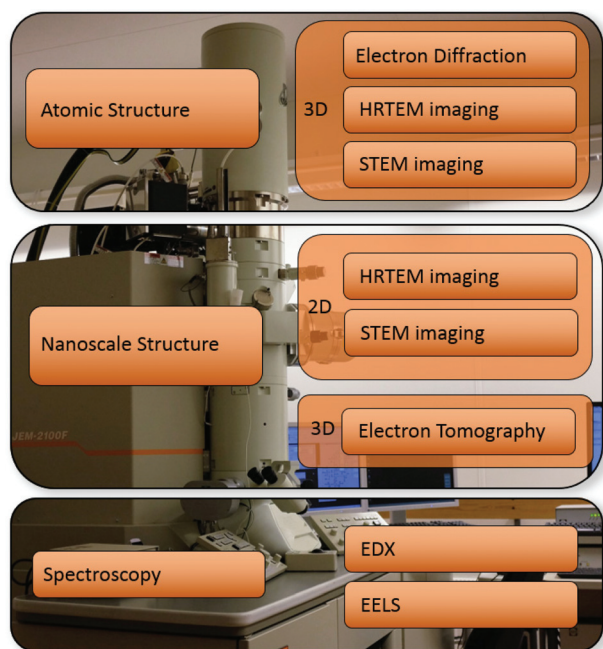 Atomic Structure
3D
Electron Diffraction
HRTEM imaging
STEM imaging
Nanoscale Structure
2D
HRTEM imaging
STEM imaging
3D
Electron Tomography
JEM-2100F
Spectroscopy
EDX
EELS